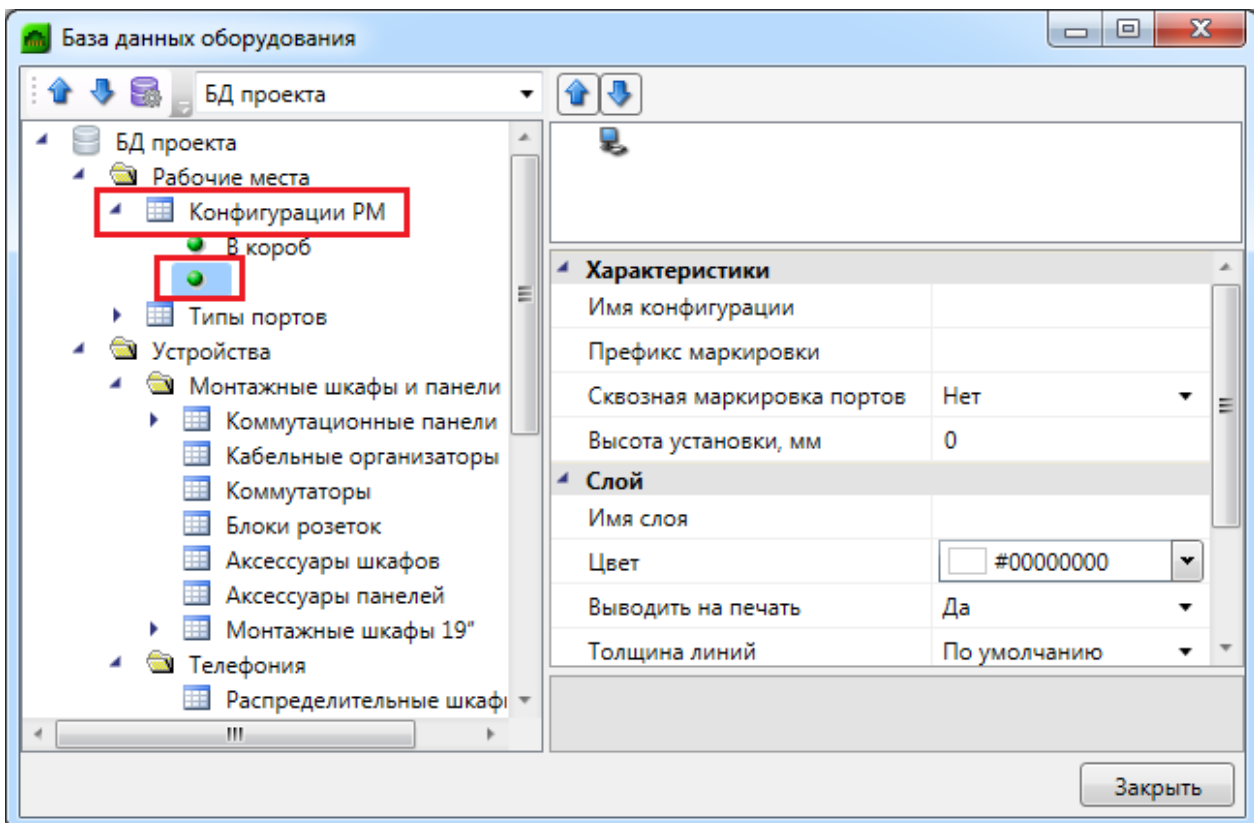 База данных оборудования
БД проекта
БД проекта
Рабочие места
Конфигурации РМ
В короб
Типы портов
Устройства
Монтажные шкафы и панели
Коммутационные панели
Кабельные организаторы
Коммутаторы
Блоки розеток
Аксессуары шкафов
Аксессуары панелей
Монтажные шкафы 19"
Телефония
Распределительные
Характеристики
Имя конфигурации
Префикс маркировки
Сквозная маркировка портов Нет
Высота установки, мм 0
Слой
Имя слоя
Цвет #00000000
Выводить на печать Да
Толщина линий По умолчанию
Закрыть